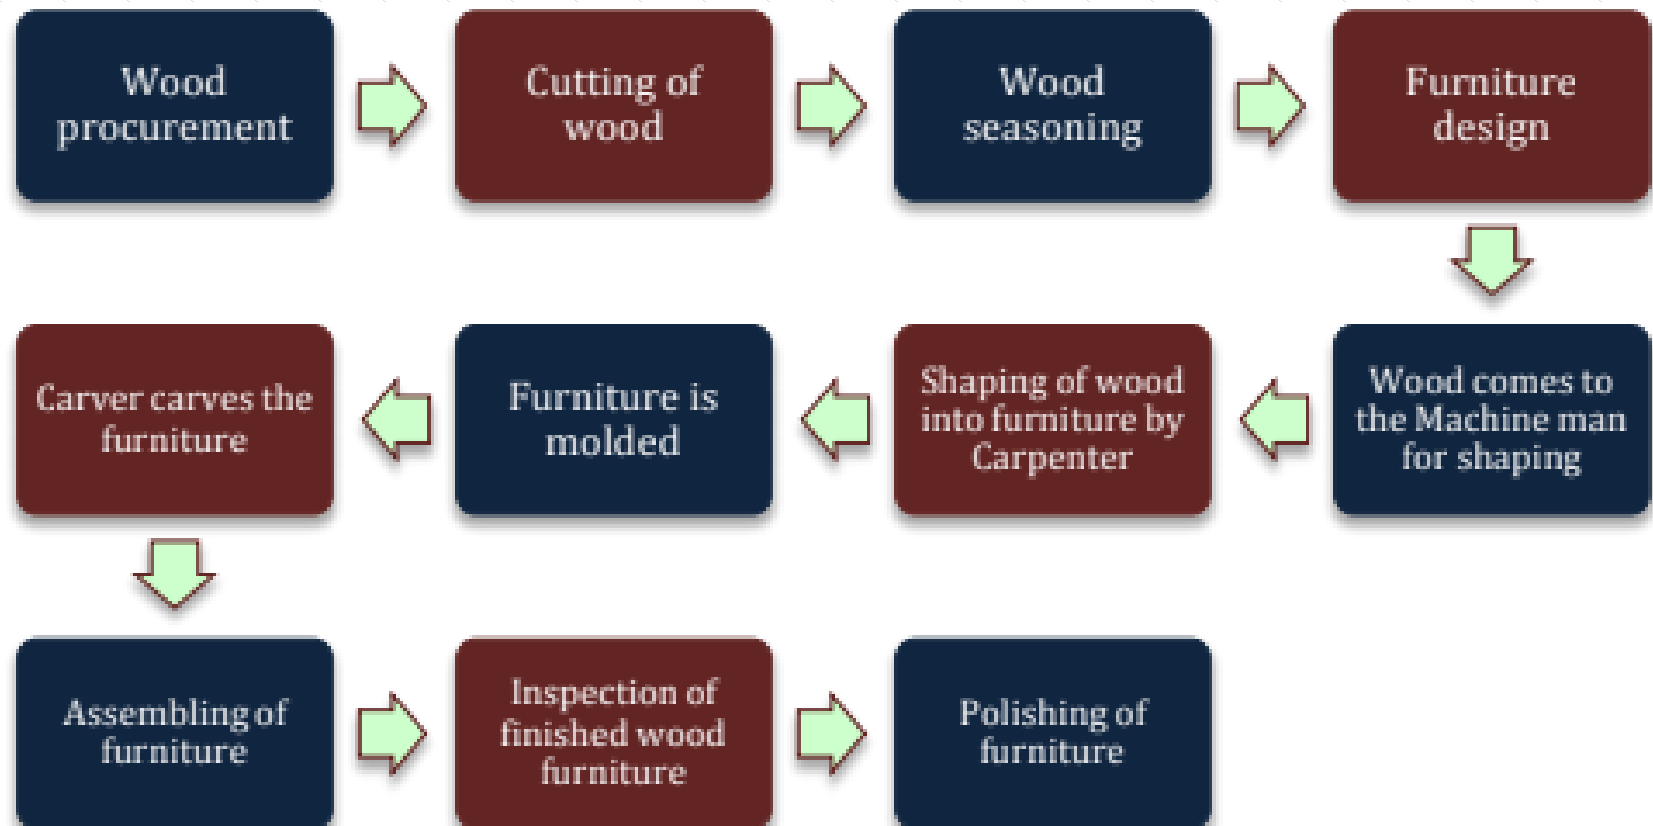 Wood
procurement
Cutting of
wood
Wood
seasoning
Furniture
design
Wood comes to
the Machine man
for shaping
Shaping of wood
into furniture by
Carpenter
Furniture is
molded
Carver carves the
furniture
Assembling of
furniture
Inspection of
finished wood
furniture
Polishing of
furniture